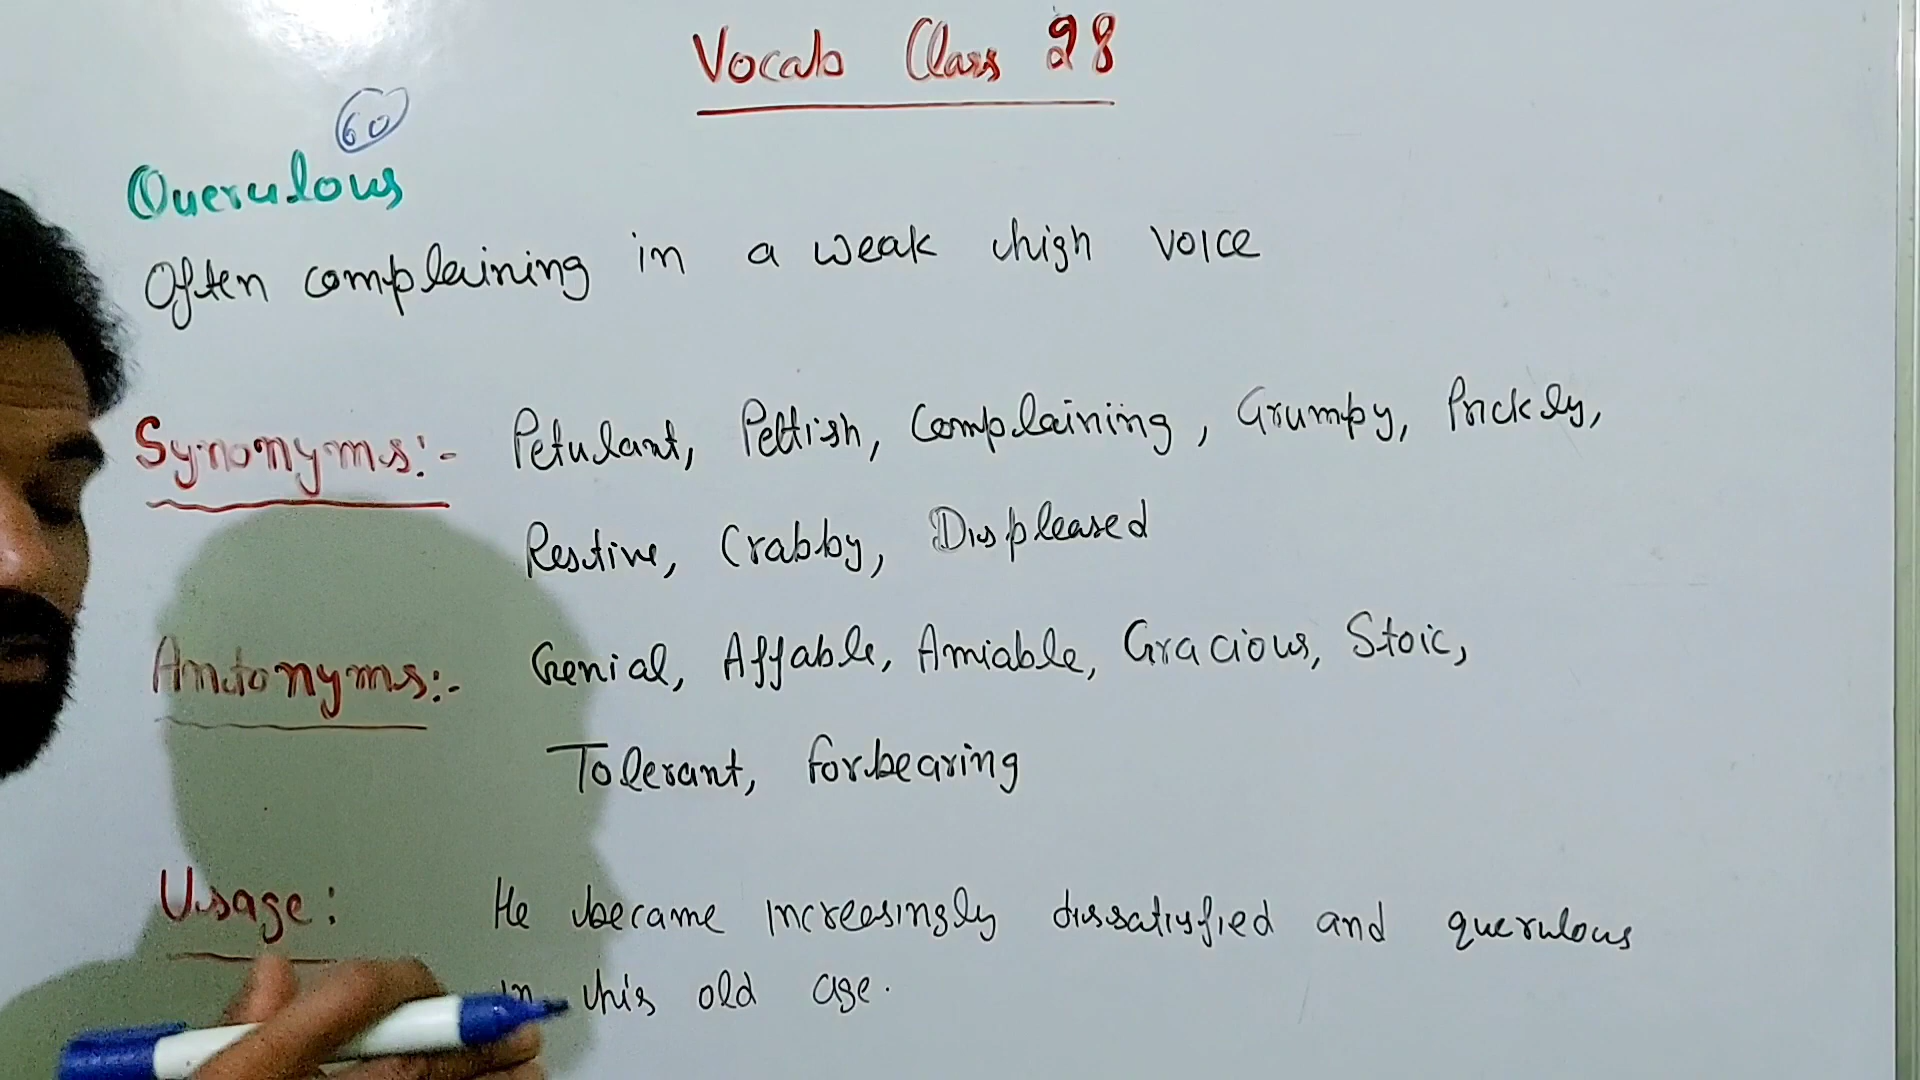 Vocab Class 28
60
Querulous
Often complaining in a weak high voice
Synonyms:- Petulant, Pettish, Complaining, Grumpy, Prickly,
Restive, Crabby, Displeased
Antonyms:- Genial, Affable, Amiable, Gracious, Stoic,
Tolerant, forbearing
Usage: He became increasingly dissatisfied and querulous
in his old age.